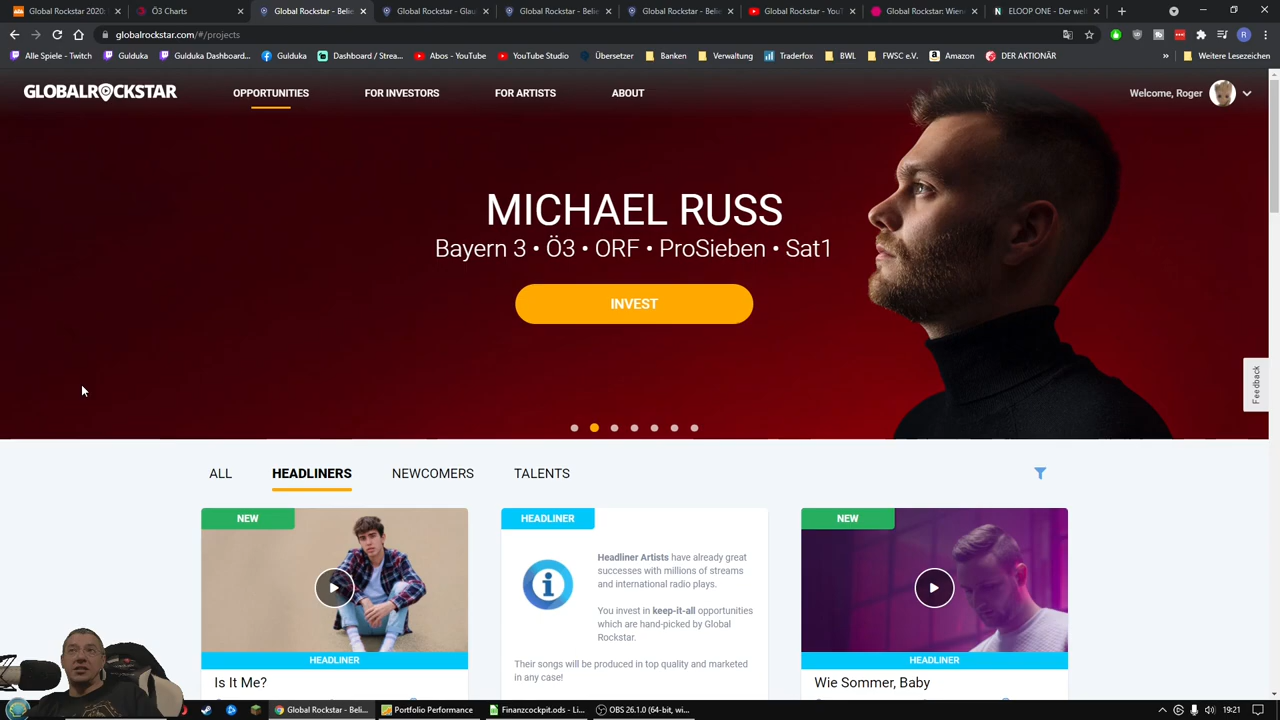 Global Rockstar 2020:
Ö3 Charts
Global Rockstar - Belie
Global Rockstar - Glau
Global Rockstar - Belie
Global Rockstar - Belie
Global Rockstar - YouT
Global Rockstar Wien
ELOOP ONE - Der welt
globalrockstar.com/#/projects
Alle Spiele - Twitch
Gulduka
Gulduka Dashboard...
Gulduka
Dashboard / Strea...
Abos - YouTube
YouTube Studio
Übersetzer
Banken
Verwaltung
Traderfox
BWL
FWSC e.V.
Amazon
DER AKTIONÄR
»
Weitere Lesezeichen
GLOBALROCKSTAR
OPPORTUNITIES
FOR INVESTORS
FOR ARTISTS
ABOUT
Welcome, Roger
MICHAEL RUSS
Bayern 3 • Ö3 • ORF • ProSieben • Sat1
INVEST
Feedback
ALL
HEADLINERS
NEWCOMERS
TALENTS
NEW
HEADLINER
Is It Me?
HEADLINER
Headliner Artists have already great
successes with millions of streams
and international radio plays.
You invest in keep-it-all opportunities
which are hand-picked by Global
Rockstar.
Their songs will be produced in top quality and marketed
in any case!
NEW
HEADLINER
Wie Sommer, Baby
Global Rockstar - Beli...
Portfolio Performance
Finanzcockpit.ods - Li...
OBS 26.1.0 (64-bit, wi...
19:21